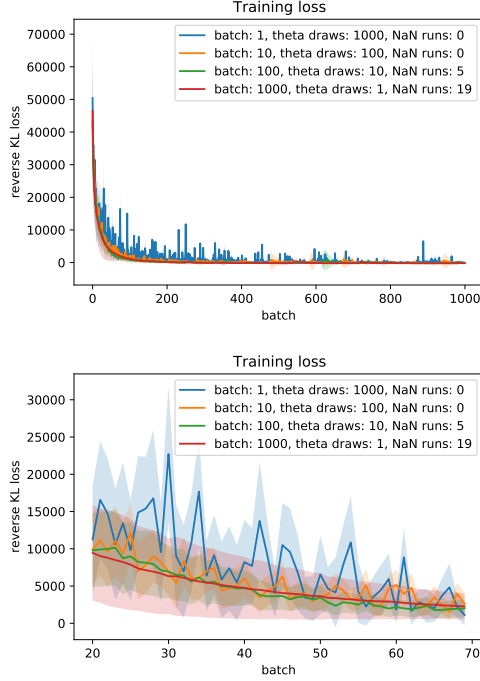 Training loss
batch: 1, theta draws: 1000, NaN runs: 0
batch: 10, theta draws: 100, NaN runs: 0
batch: 100, theta draws: 10, NaN runs: 5
batch: 1000, theta draws: 1, NaN runs: 19
reverse KL loss
70000
60000
50000
40000
30000
20000
10000
0
0 200 400 600 800 1000
batch
Training loss
batch: 1, theta draws: 1000, NaN runs: 0
batch: 10, theta draws: 100, NaN runs: 0
batch: 100, theta draws: 10, NaN runs: 5
batch: 1000, theta draws: 1, NaN runs: 19
reverse KL loss
30000
25000
20000
15000
10000
5000
0
20 30 40 50 60 70
batch